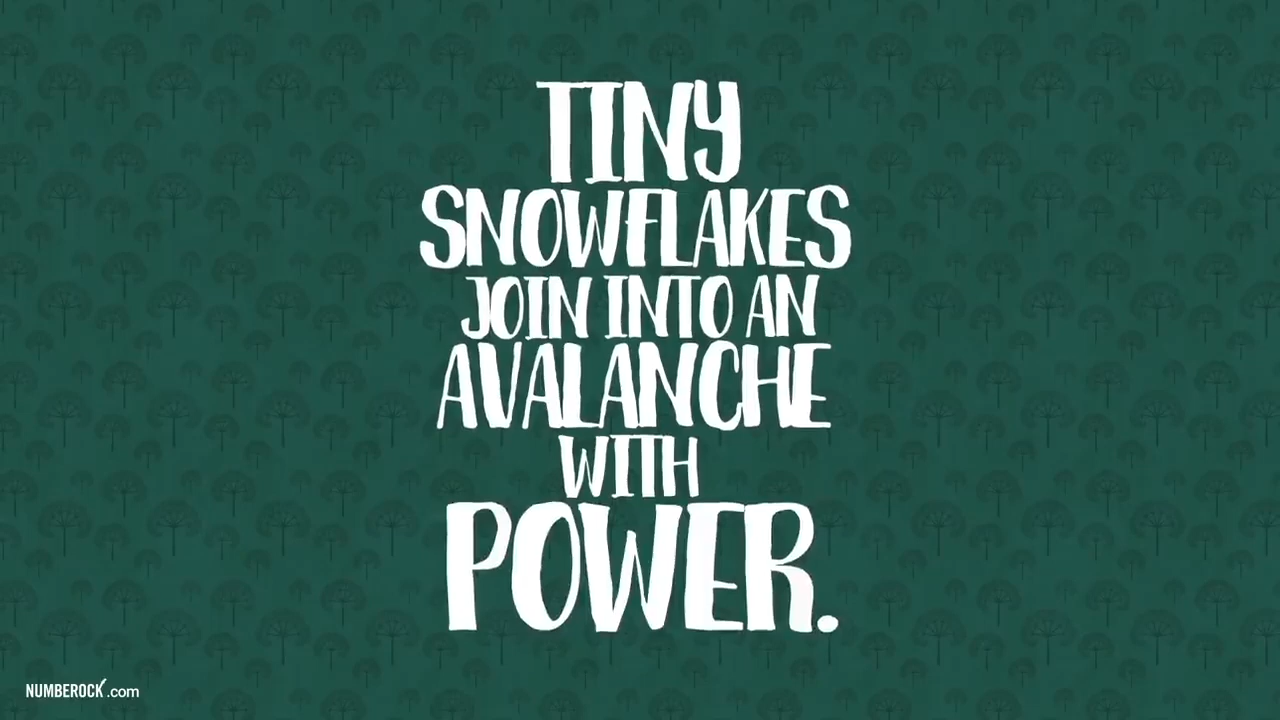 TINY
SNOWFLAKES
JOIN INTO AN
AVALANCHE
WITH
POWER.
NUMBEROCK.com